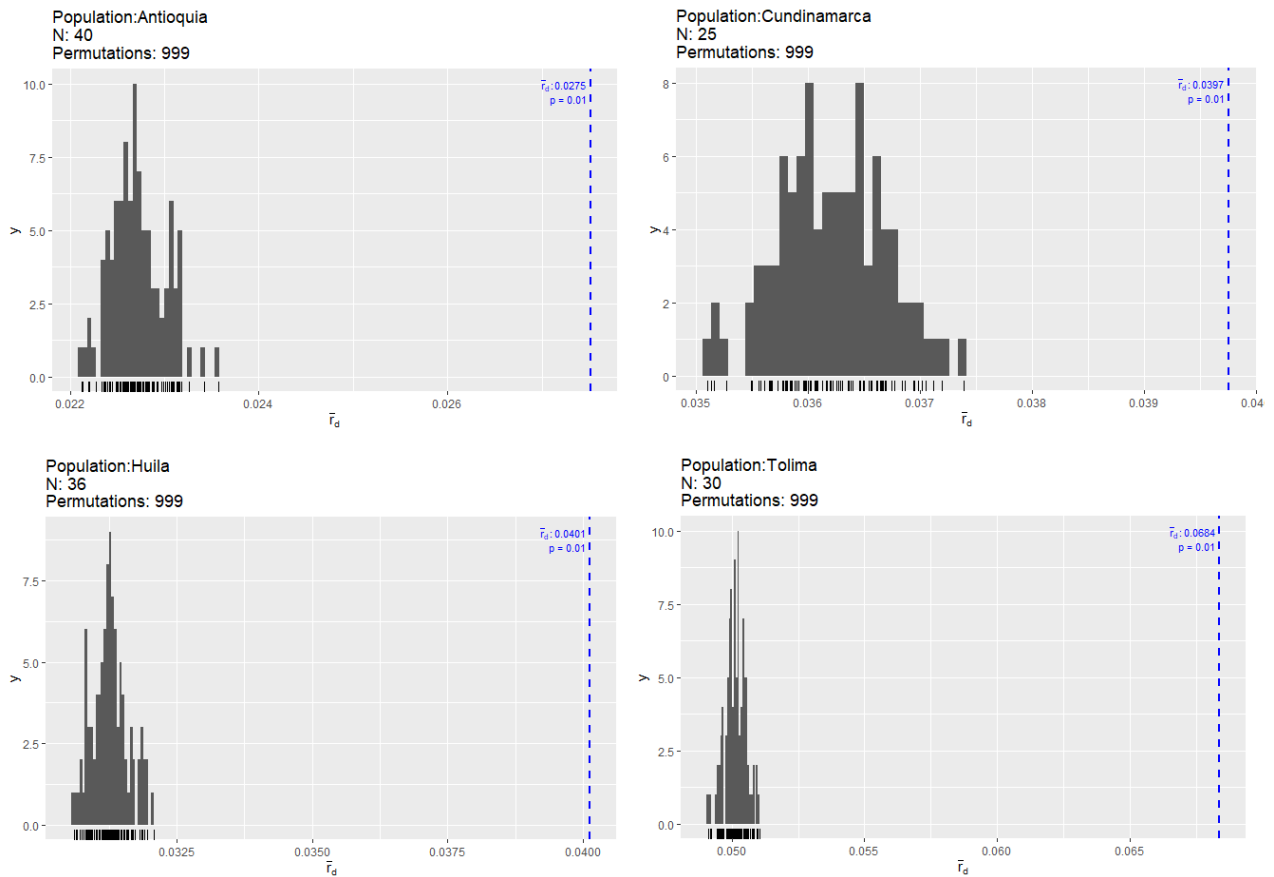 Population:Antioquia
N: 40
Permutations: 999
r̄d: 0.0275
p = 0.01
10.0
7.5
5.0
2.5
0.0
y
0.022
0.024
0.026
r̄d
Population:Cundinamarca
N: 25
Permutations: 999
r̄d: 0.0397
p = 0.01
8
6
4
2
0
y
0.035
0.036
0.037
0.038
0.039
0.04
r̄d
Population:Huila
N: 36
Permutations: 999
r̄d: 0.0401
p = 0.01
7.5
5.0
2.5
0.0
y
0.0325
0.0350
0.0375
0.0400
r̄d
Population:Tolima
N: 30
Permutations: 999
r̄d: 0.0684
p = 0.01
10.0
7.5
5.0
2.5
0.0
y
0.050
0.055
0.060
0.065
r̄d